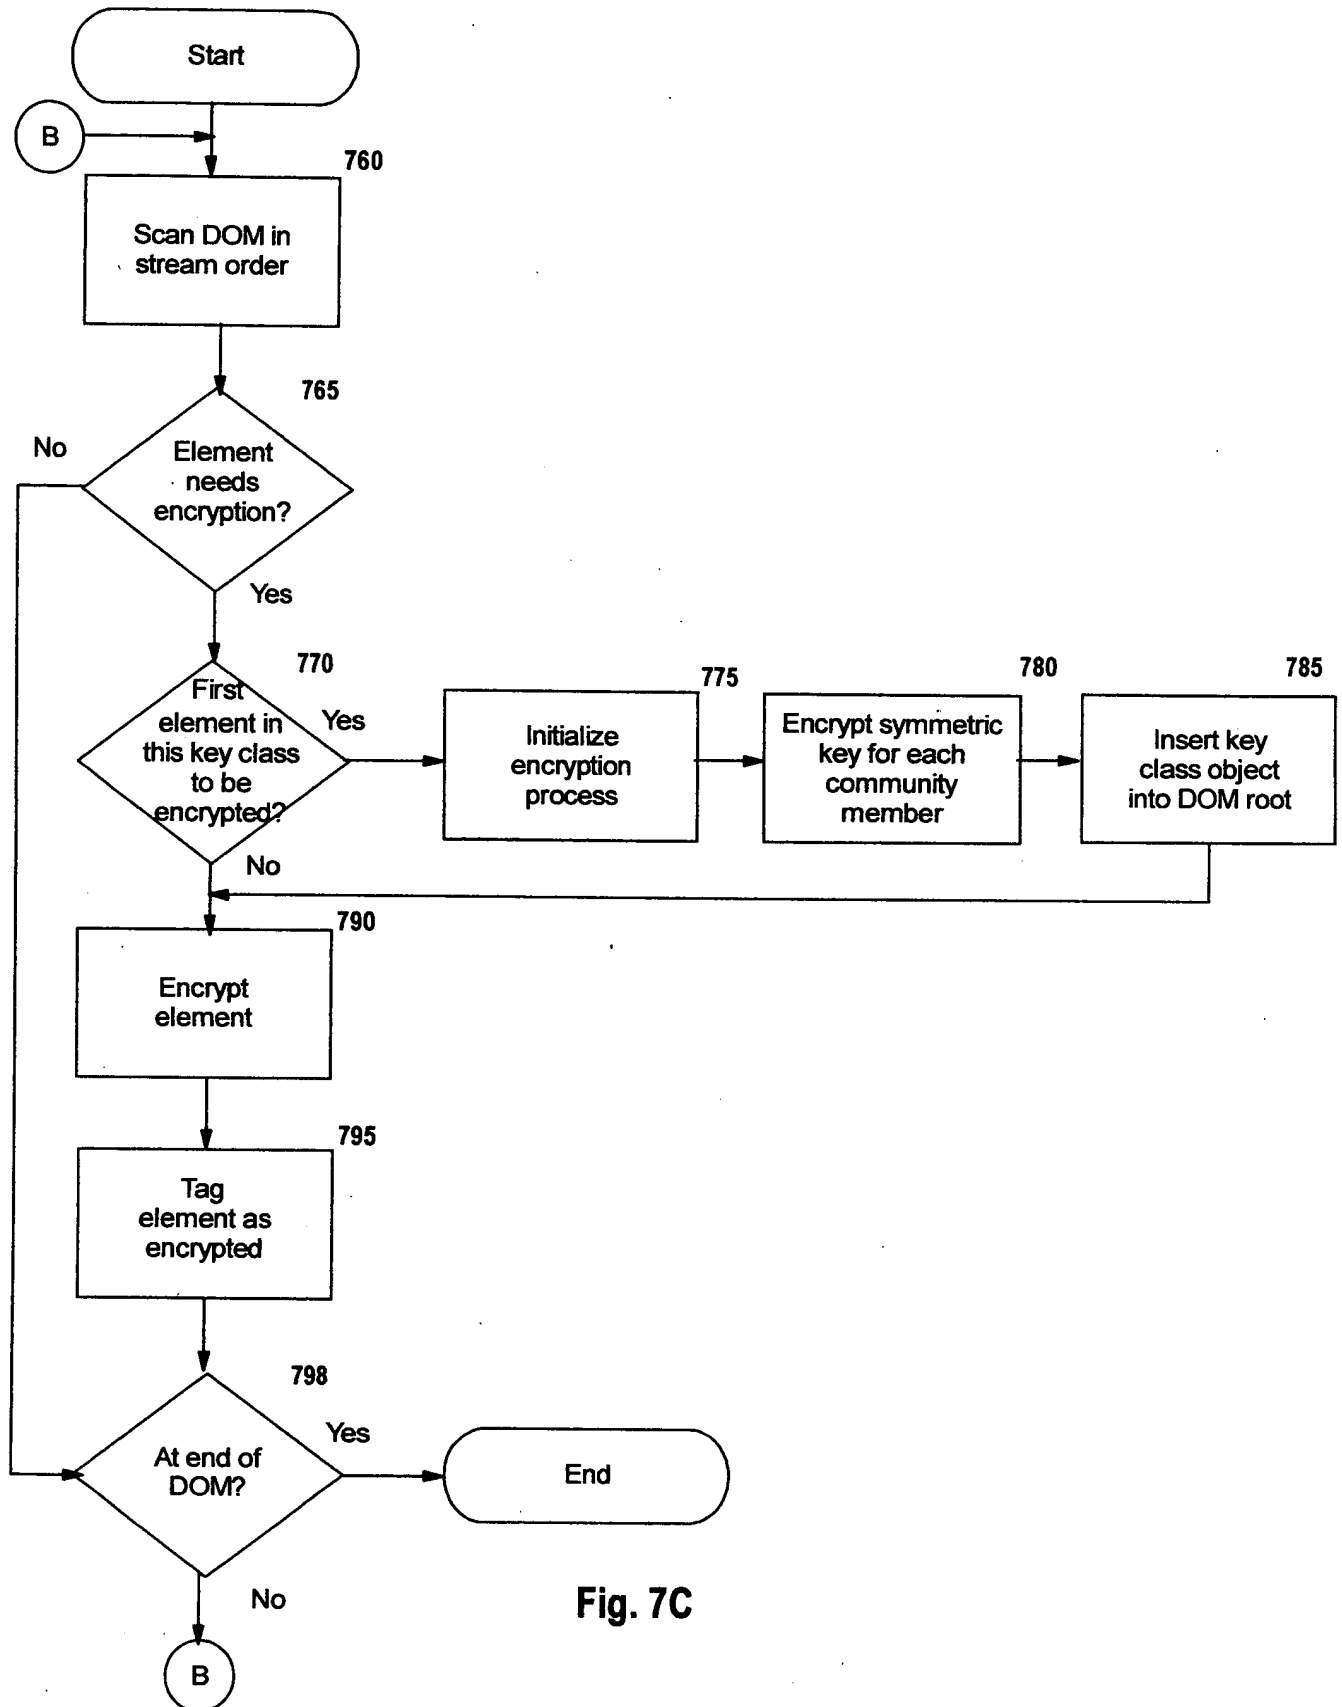 Start
B
760
Scan DOM in
stream order
765
No
Element
needs
encryption?
Yes
770
First
element in
this key class
to be
encrypted?
Yes
775
Initialize
encryption
process
780
Encrypt symmetric
key for each
community
member
785
Insert key
class object
into DOM root
No
790
Encrypt
element
795
Tag
element as
encrypted
798
At end of
DOM?
Yes
End
No
B
Fig. 7C